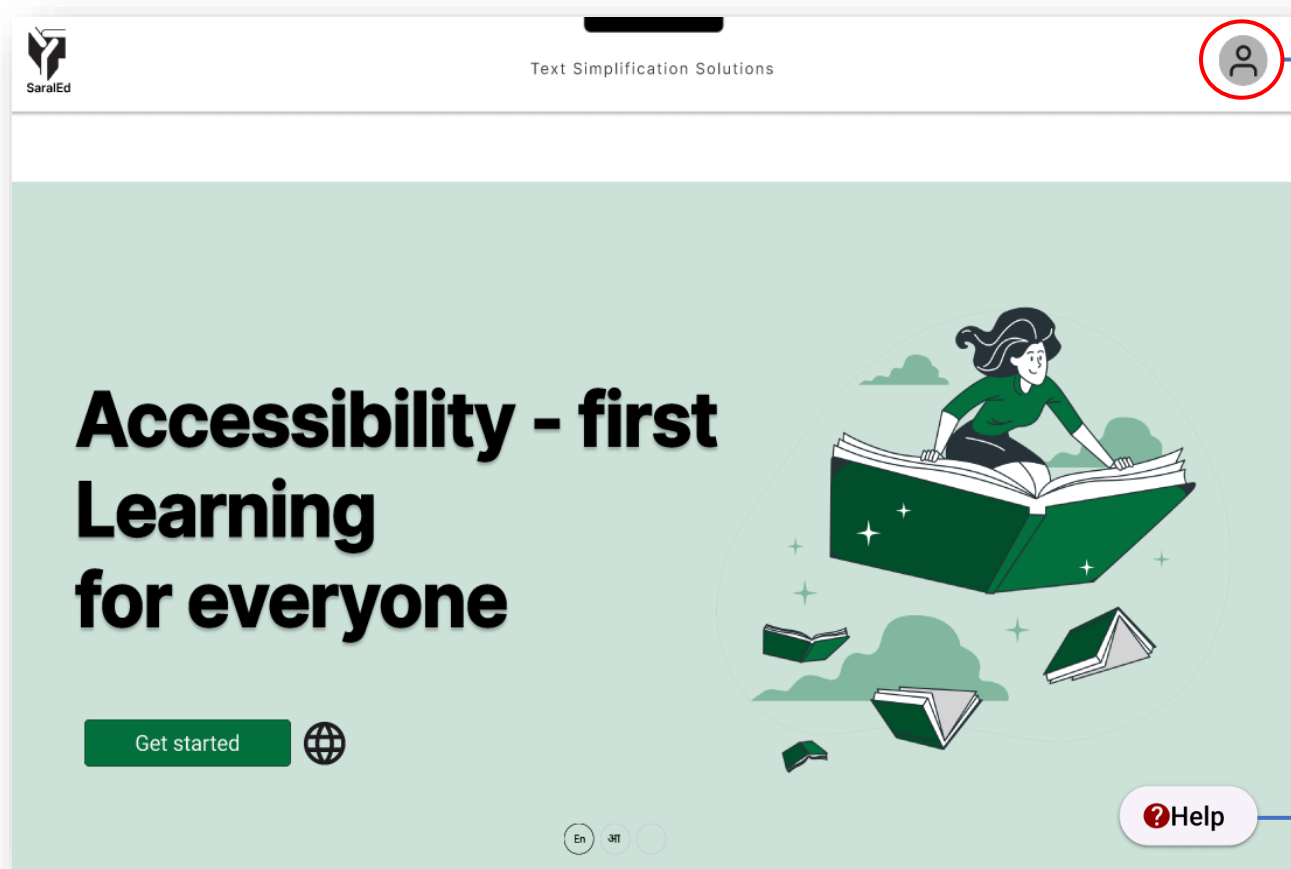 SaralEd
Text Simplification Solutions
Accessibility - first
Learning
for everyone
Get started
?Help
En
आ